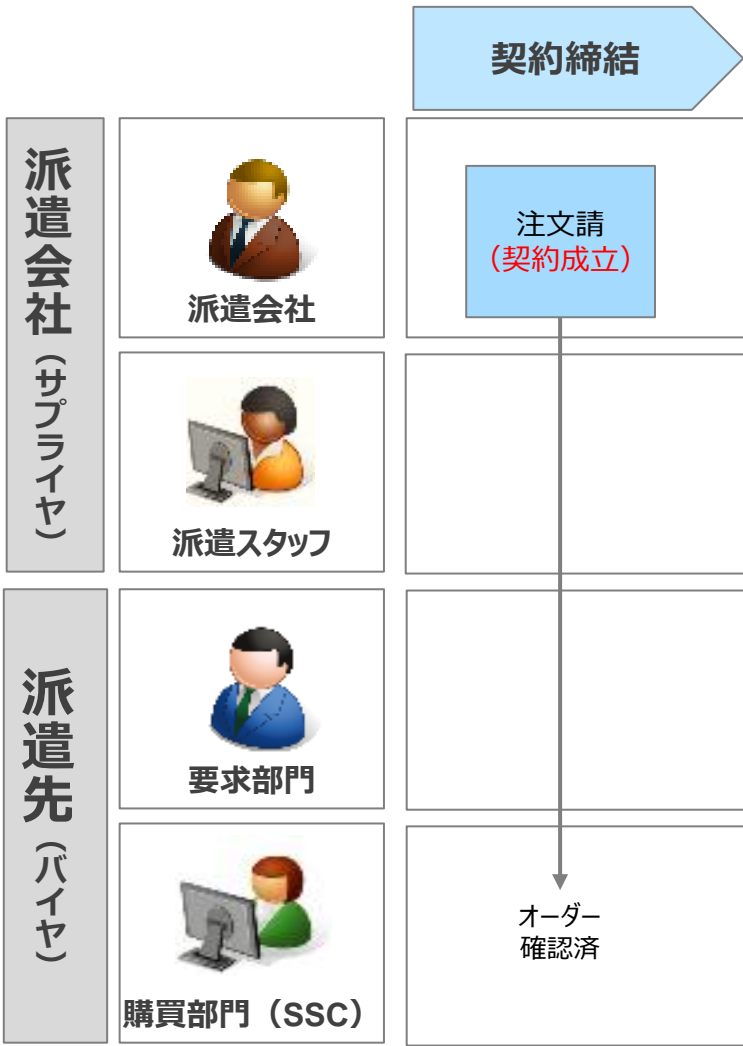 契約締結
派遣会社（サプライヤ）
派遣会社
注文請
（契約成立）
派遣スタッフ
派遣先（バイヤ）
要求部門
購買部門（SSC）
オーダー
確認済